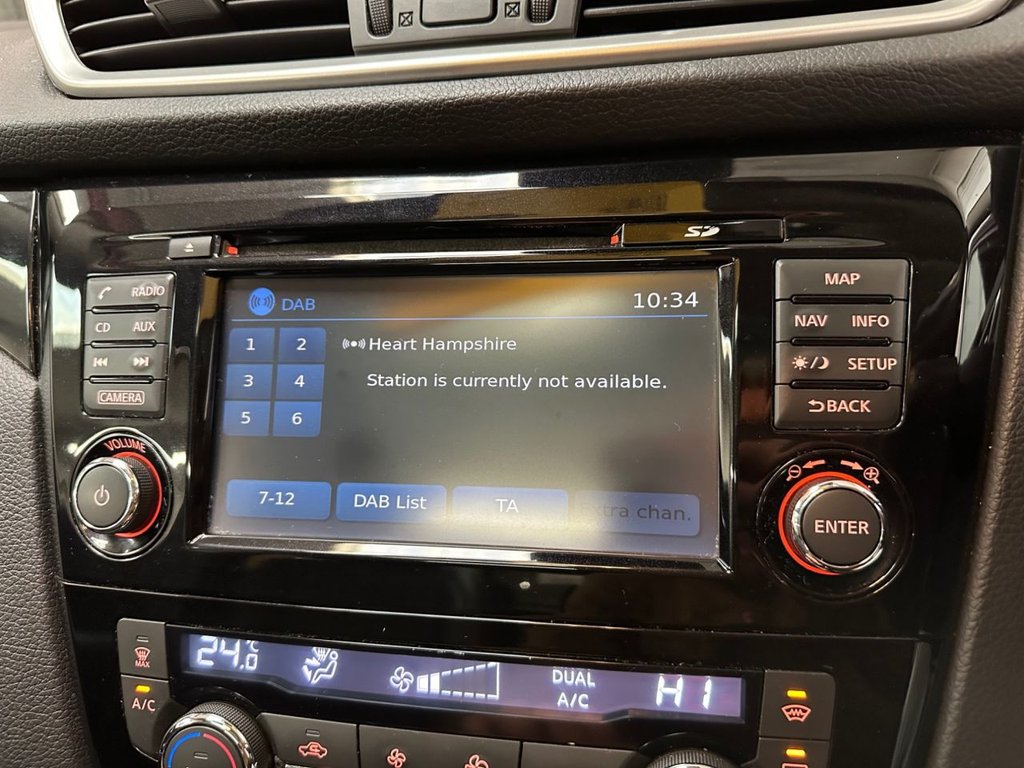 SD
RADIO
CD AUX
CAMERA
VOLUME
DAB 10:34
1 2 Heart Hampshire
3 4 Station is currently not available.
5 6
7-12 DAB List TA Extra chan.
MAP
NAV INFO
SETUP
BACK
ENTER
MAX
A/C
24.0 °C
DUAL
A/C
HI